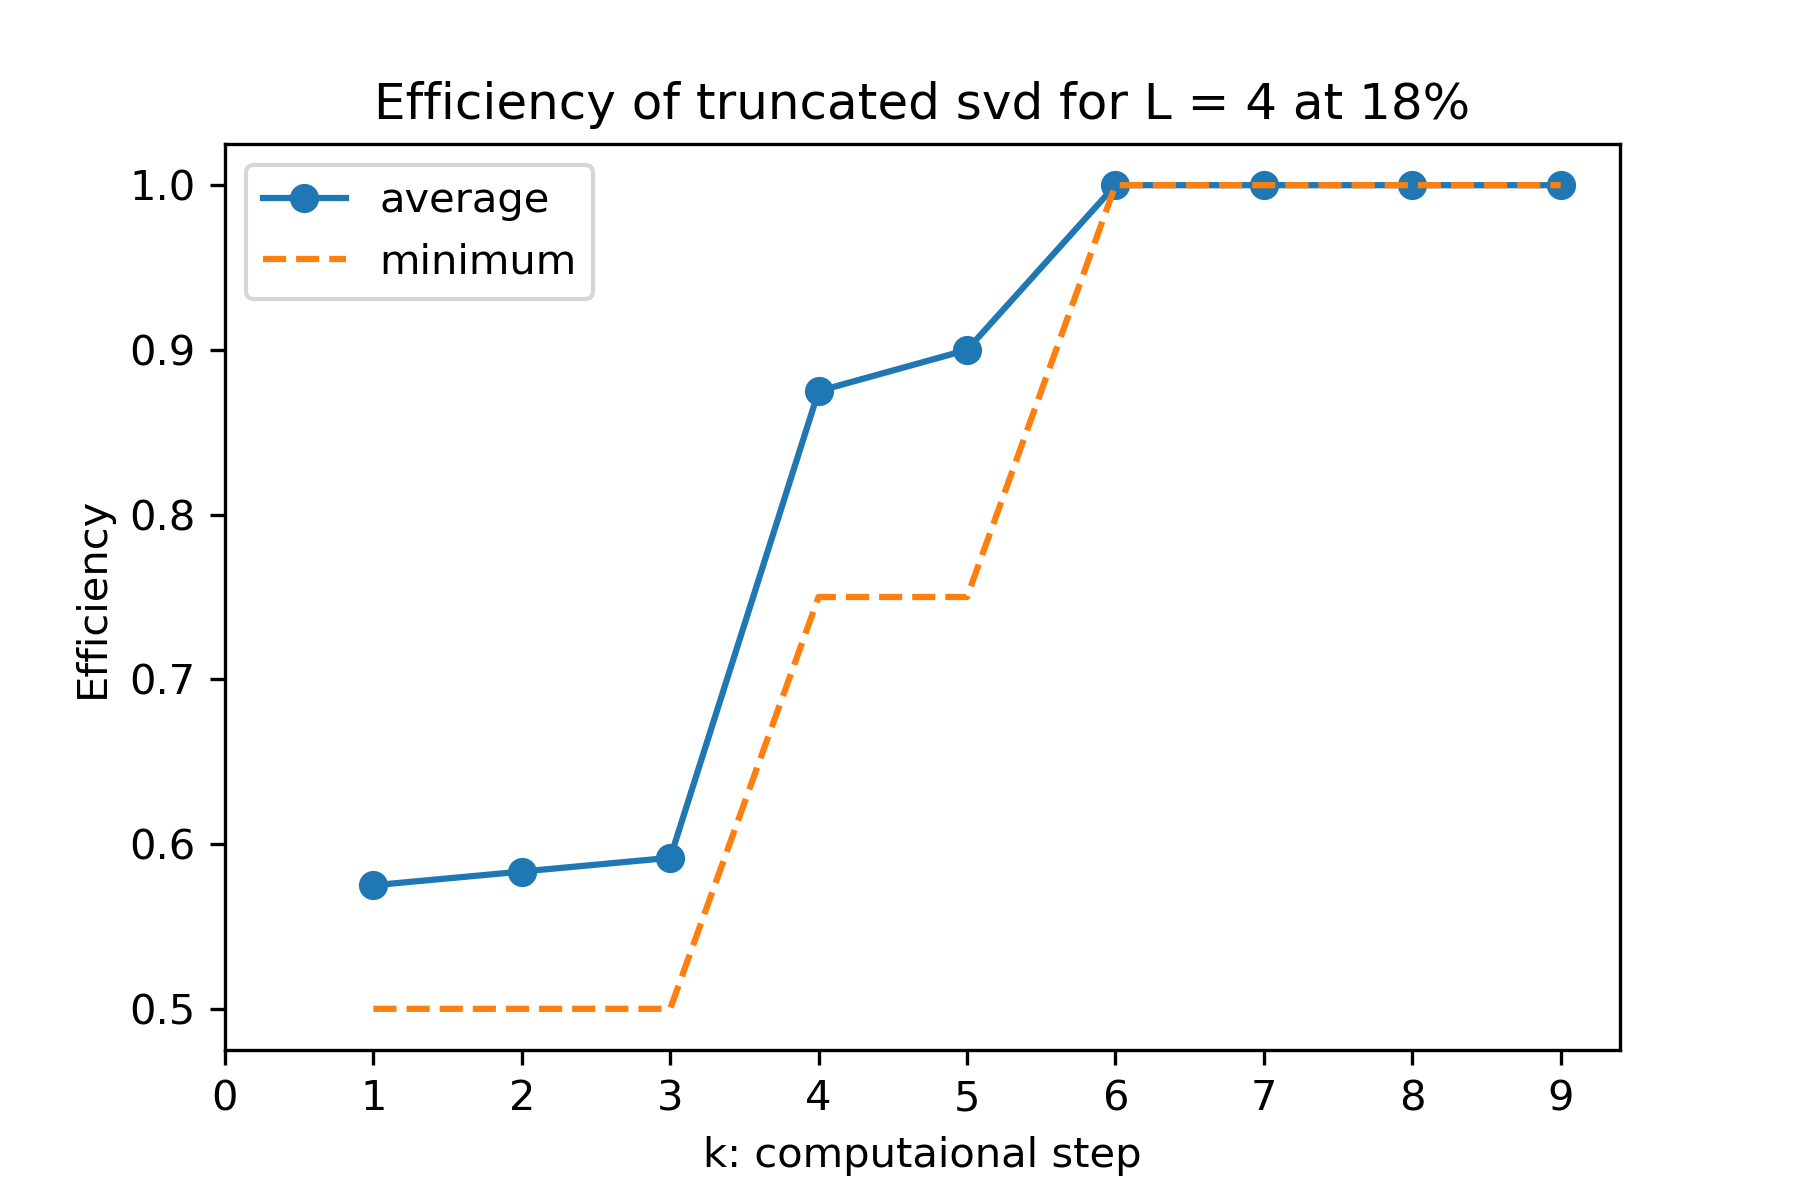 Efficiency of truncated svd for L = 4 at 18%
average
minimum
1.0
0.9
0.8
0.7
0.6
0.5
Efficiency
0 1 2 3 4 5 6 7 8 9
k: computaional step